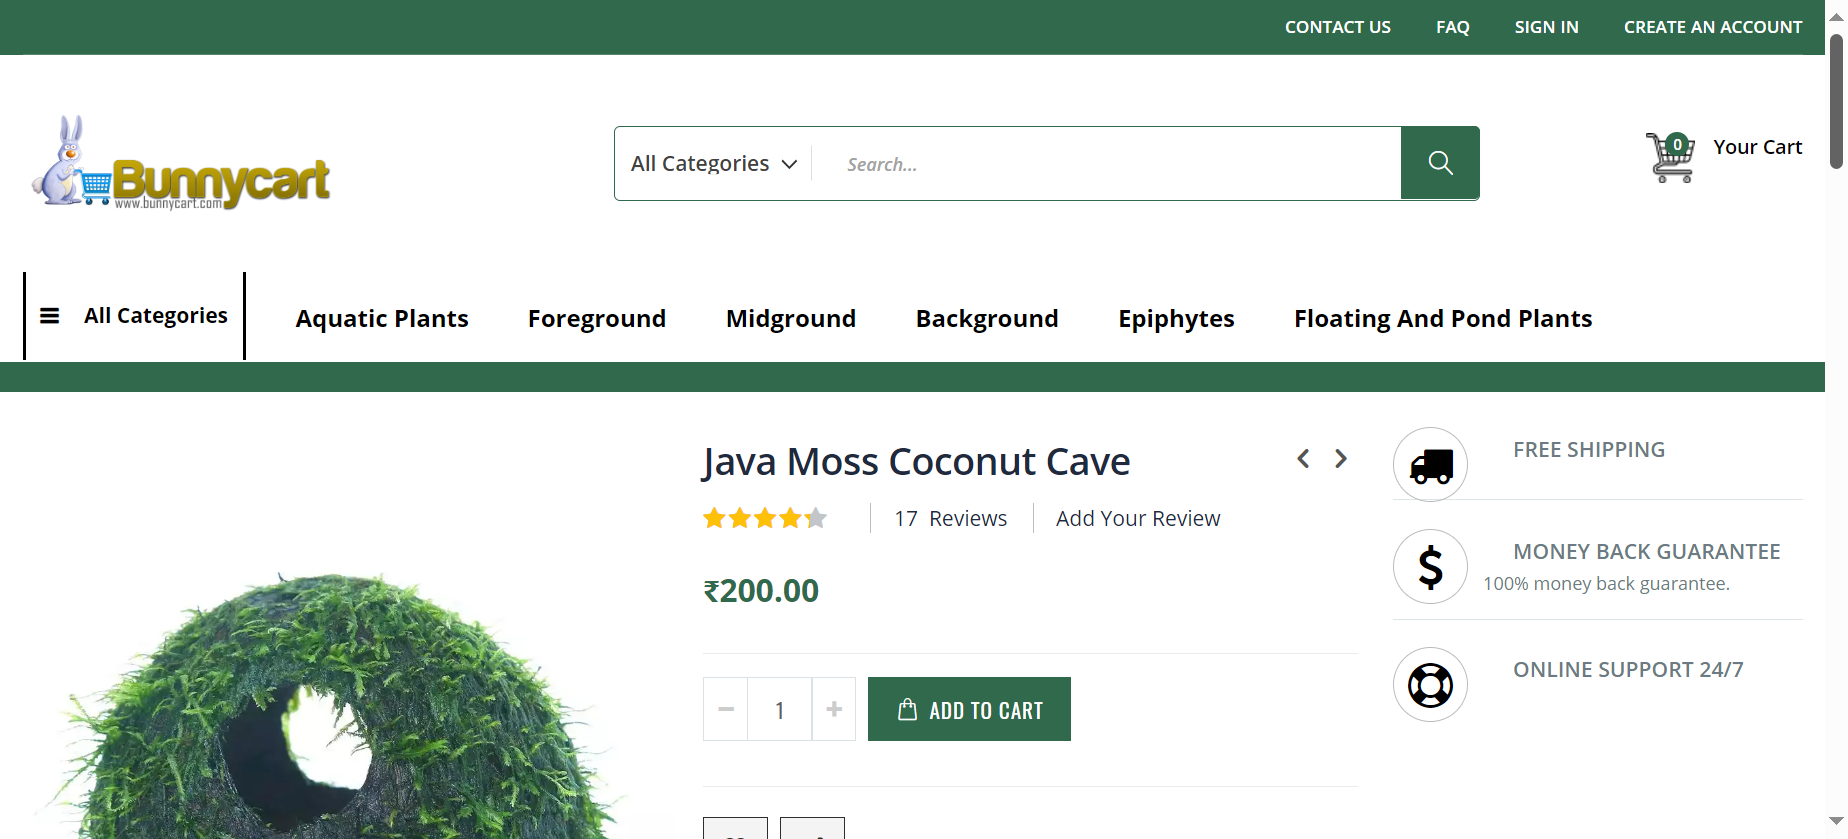 CONTACT US FAQ SIGN IN CREATE AN ACCOUNT
Bunnycart
www.bunnycart.com
All Categories Search...
0 Your Cart
All Categories Aquatic Plants Foreground Midground Background Epiphytes Floating And Pond Plants
Java Moss Coconut Cave
17 Reviews Add Your Review
₹200.00
1 ADD TO CART
FREE SHIPPING
MONEY BACK GUARANTEE
100% money back guarantee.
ONLINE SUPPORT 24/7